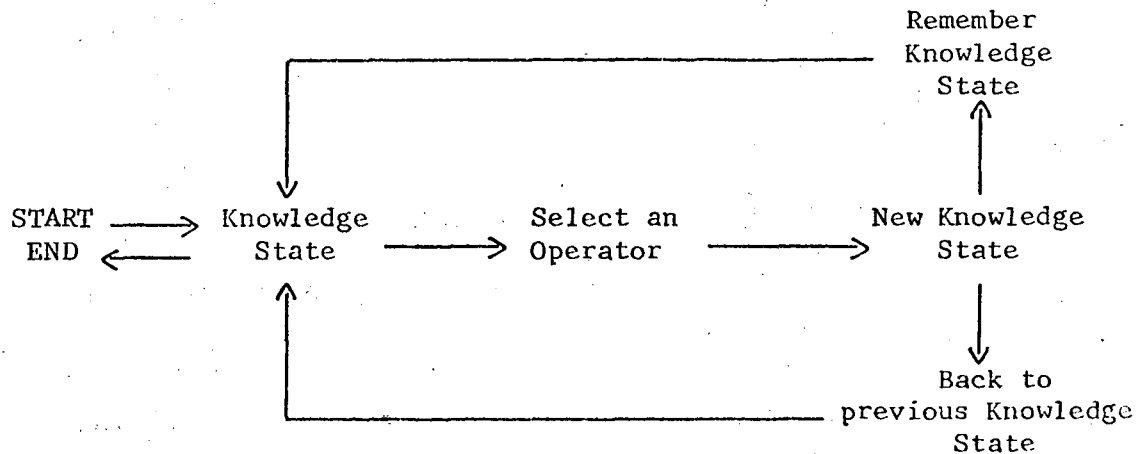 Remember
Knowledge
State
START
END
Knowledge
State
Select an
Operator
New Knowledge
State
Back to
previous Knowledge
State